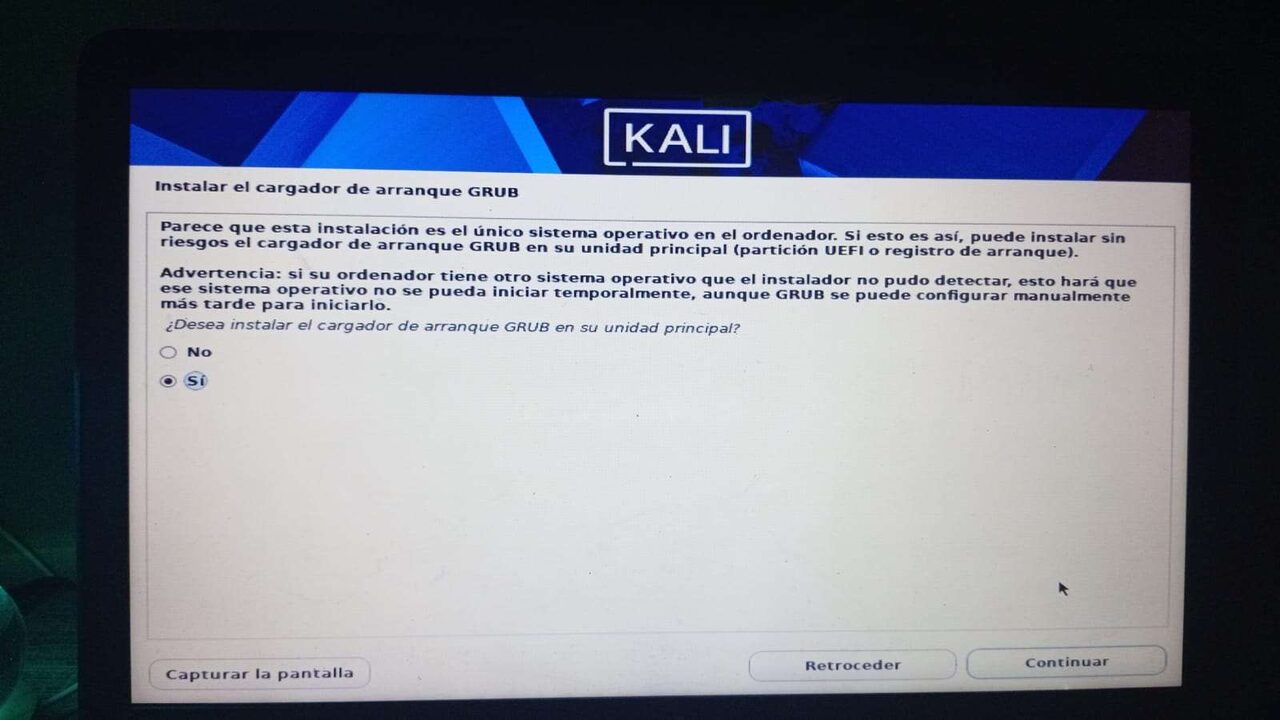 KALI
Instalar el cargador de arranque GRUB
Parece que esta instalación es el único sistema operativo en el ordenador. Si esto es así, puede instalar sin
riesgos el cargador de arranque GRUB en su unidad principal (partición UEFI o registro de arranque).
Advertencia: si su ordenador tiene otro sistema operativo que el instalador no pudo detectar, esto hará que
ese sistema operativo no se pueda iniciar temporalmente, aunque GRUB se puede configurar manualmente
más tarde para iniciarlo.
¿Desea instalar el cargador de arranque GRUB en su unidad principal?
No
Sí
Capturar la pantalla
Retroceder
Continuar